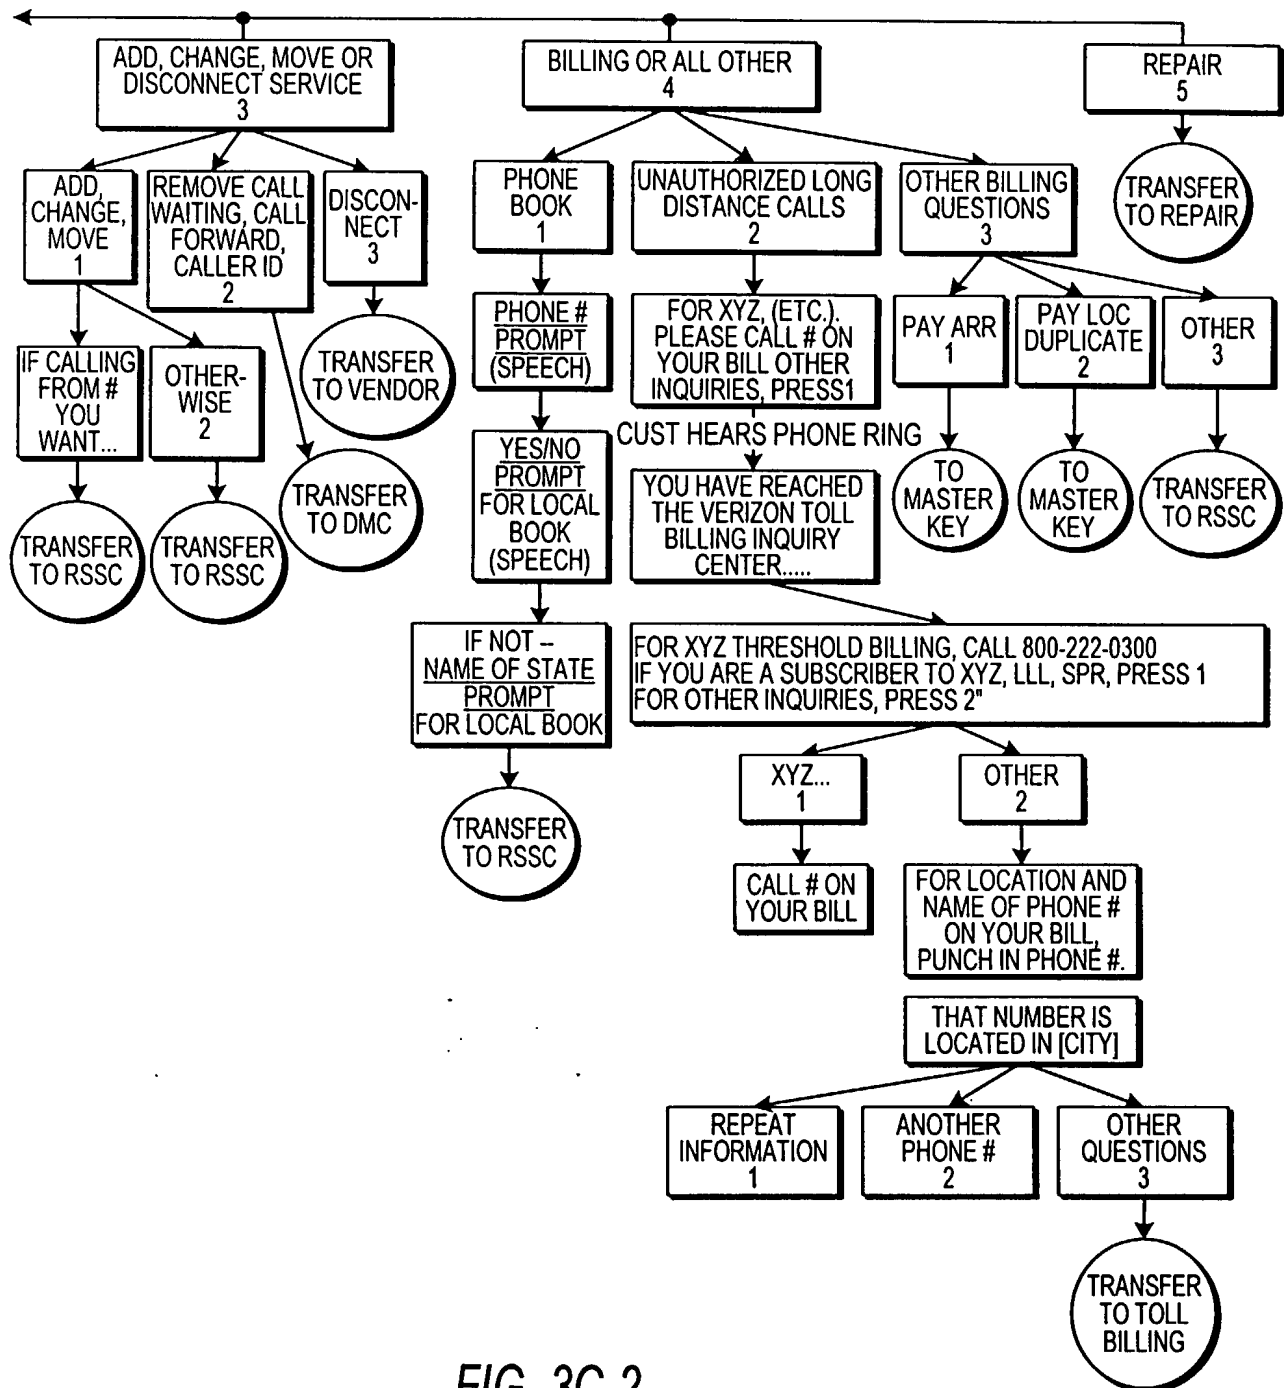 ADD, CHANGE, MOVE OR
DISCONNECT SERVICE
3
BILLING OR ALL OTHER
4
REPAIR
5
ADD,
CHANGE,
MOVE
1
REMOVE CALL
WAITING, CALL
FORWARD,
CALLER ID
2
DISCON-
NECT
3
PHONE
BOOK
1
UNAUTHORIZED LONG
DISTANCE CALLS
2
OTHER BILLING
QUESTIONS
3
TRANSFER
TO REPAIR
IF CALLING
FROM #
YOU
WANT...
OTHER-
WISE
2
TRANSFER
TO VENDOR
TRANSFER
TO DMC
TRANSFER
TO RSSC
TRANSFER
TO RSSC
PHONE #
PROMPT
(SPEECH)
YES/NO
PROMPT
FOR LOCAL
BOOK
(SPEECH)
IF NOT –
NAME OF STATE
PROMPT
FOR LOCAL BOOK
TRANSFER
TO RSSC
FOR XYZ, (ETC.).
PLEASE CALL # ON
YOUR BILL OTHER
INQUIRIES, PRESS1
CUST HEARS PHONE RING
YOU HAVE REACHED
THE VERIZON TOLL
BILLING INQUIRY
CENTER.....
PAY ARR
1
PAY LOC
DUPLICATE
2
OTHER
3
TO
MASTER
KEY
TO
MASTER
KEY
TRANSFER
TO RSSC
FOR XYZ THRESHOLD BILLING, CALL 800-222-0300
IF YOU ARE A SUBSCRIBER TO XYZ, LLL, SPR, PRESS 1
FOR OTHER INQUIRIES, PRESS 2"
XYZ...
1
OTHER
2
CALL # ON
YOUR BILL
FOR LOCATION AND
NAME OF PHONE #
ON YOUR BILL,
PUNCH IN PHONE #.
THAT NUMBER IS
LOCATED IN [CITY]
REPEAT
INFORMATION
1
ANOTHER
PHONE #
2
OTHER
QUESTIONS
3
TRANSFER
TO TOLL
BILLING
FIG. 3C-2